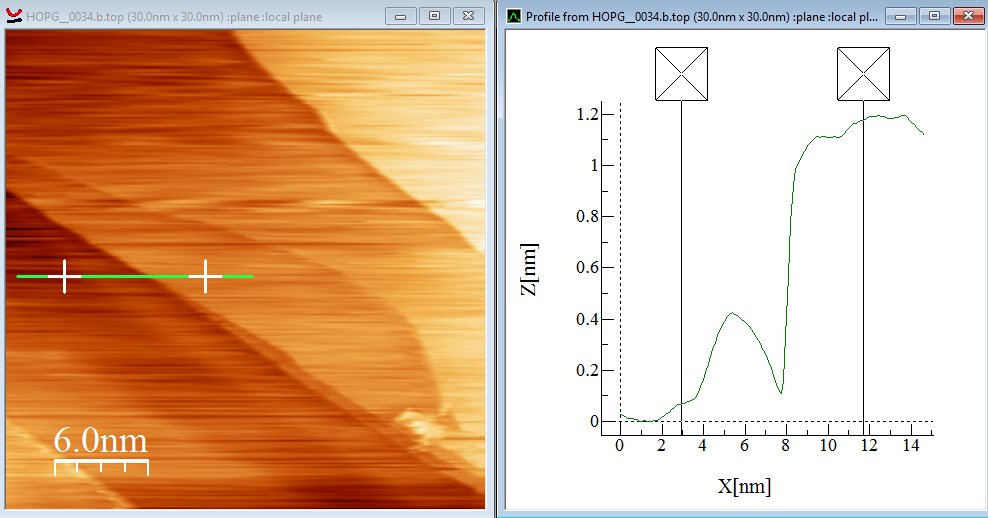 HOPG__0034.b.top (30.0nm x 30.0nm) :plane :local plane
6.0nm
Profile from HOPG__0034.b.top (30.0nm x 30.0nm) :plane :local pl...
1.2
1
0.8
0.6
0.4
0.2
0
Z[nm]
0 2 4 6 8 10 12 14
X[nm]